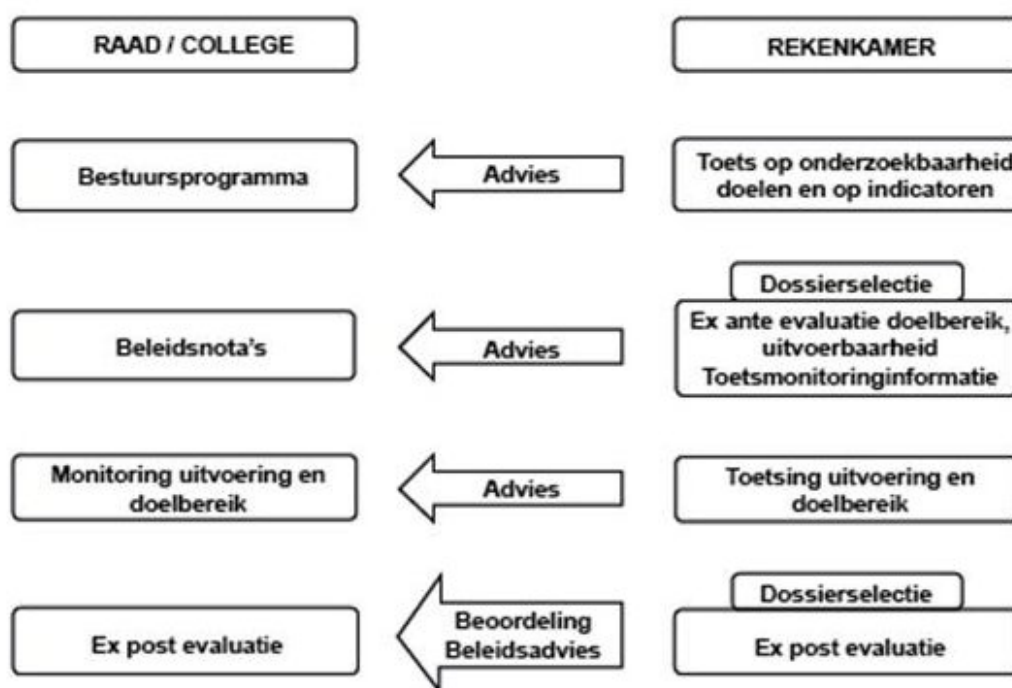 RAAD / COLLEGE
REKENKAMER
Bestuursprogramma
Advies
Toets op onderzoekbaarheid
doelen en op indicatoren
Beleidsnota's
Advies
Dossierselectie
Ex ante evaluatie doelbereik,
uitvoerbaarheid
Toetsmonitoringinformatie
Monitoring uitvoering en
doelbereik
Advies
Toetsing uitvoering en
doelbereik
Ex post evaluatie
Beoordeling
Beleidsadvies
Dossierselectie
Ex post evaluatie